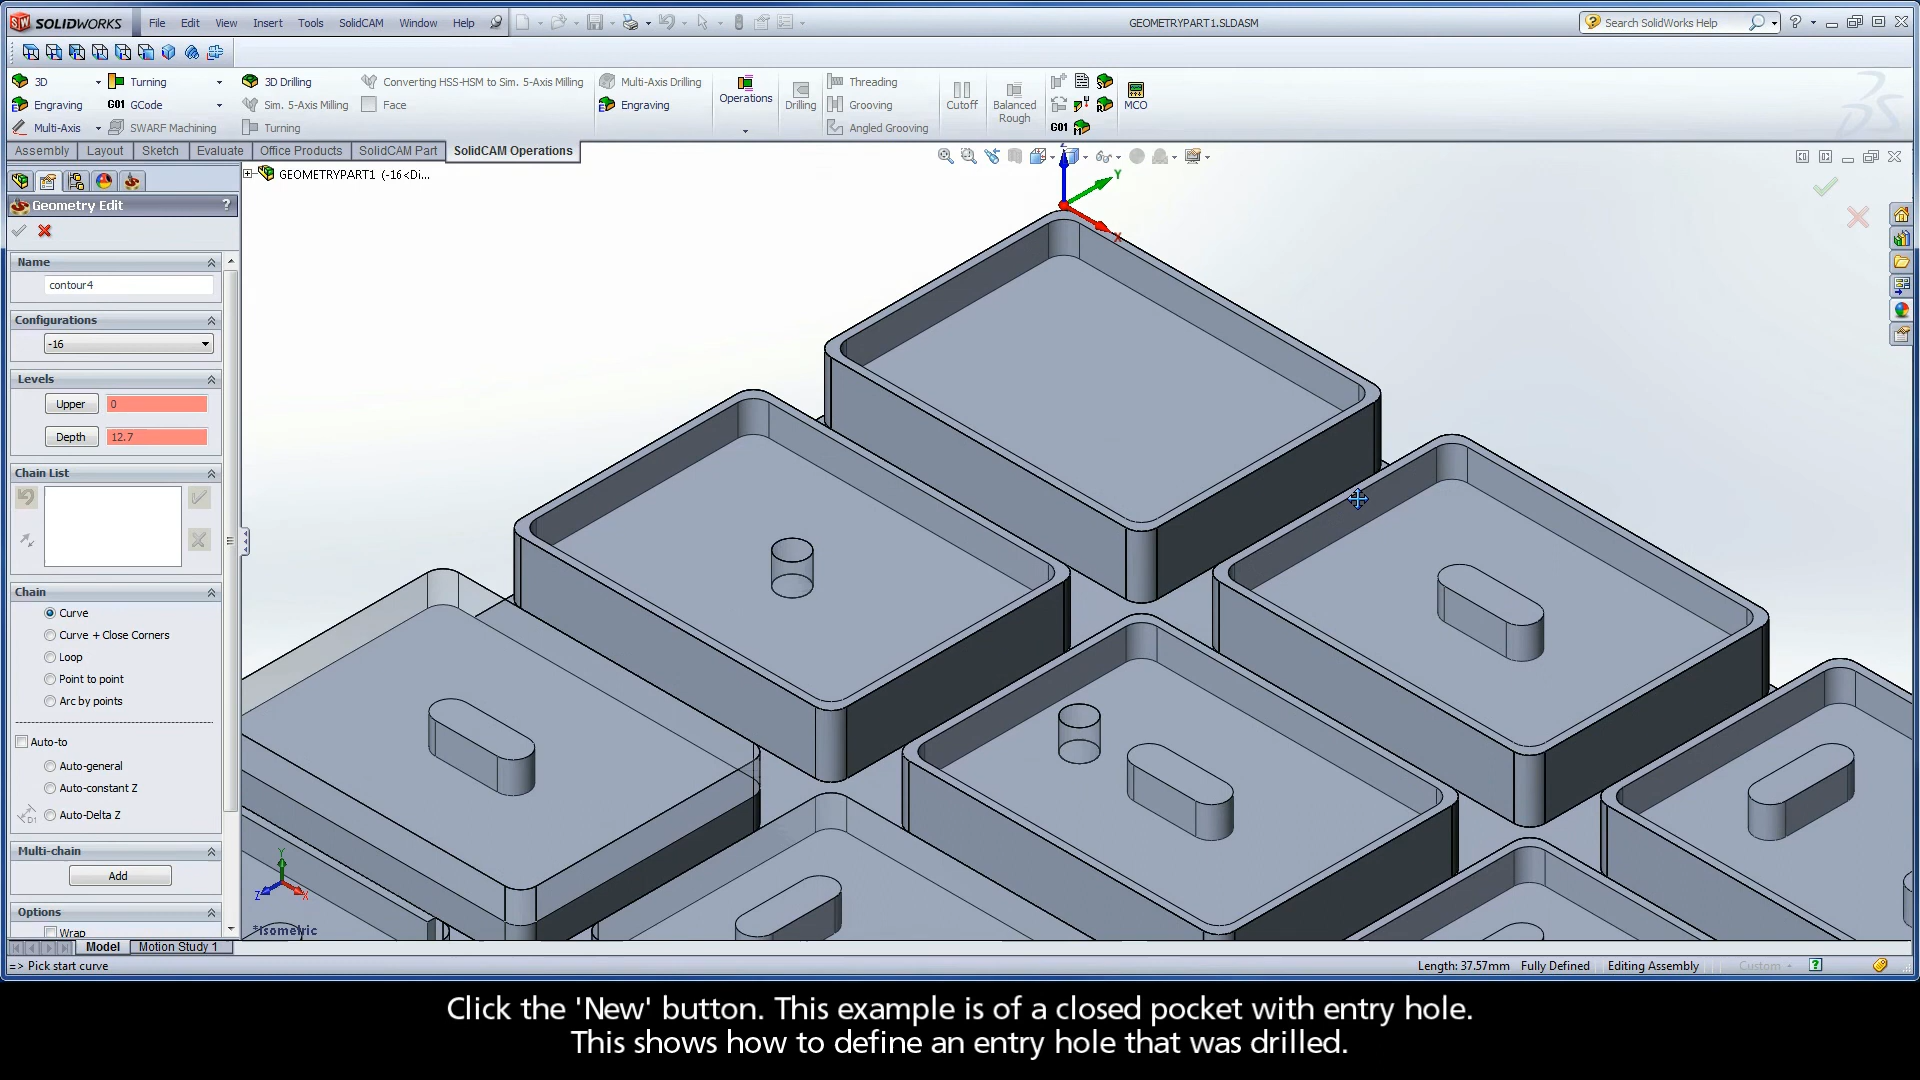 SOLIDWORKS File Edit View Insert Tools SolidCAM Window Help GEOMETRYPART1.SLDASM Search SolidWorks Help
3D Turning 3D Drilling Converting HSS-HSM to Sim. 5-Axis Milling Multi-Axis Drilling Threading
Engraving G01 GCode Sim. 5-Axis Milling Face Engraving Operations Drilling Grooving Cutoff Balanced Rough MCO
Multi-Axis SWARF Machining Turning Angled Grooving G01
Assembly Layout Sketch Evaluate Office Products SolidCAM Part SolidCAM Operations
GEOMETRYPART1 (-16<Di...
Geometry Edit ?
Name
contour4
Configurations
-16
Levels
Upper 0
Depth 12.7
Chain List
Chain
Curve
Curve + Close Corners
Loop
Point to point
Arc by points
Auto-to
Auto-general
Auto-constant Z
Auto-Delta Z
Multi-chain
Add
Options
Wrap
Z
Y
X
Y
Z
X
*Isometric
Model Motion Study 1
=> Pick start curve Length: 37.57mm Fully Defined Editing Assembly Custom
Click the 'New' button. This example is of a closed pocket with entry hole.
This shows how to define an entry hole that was drilled.